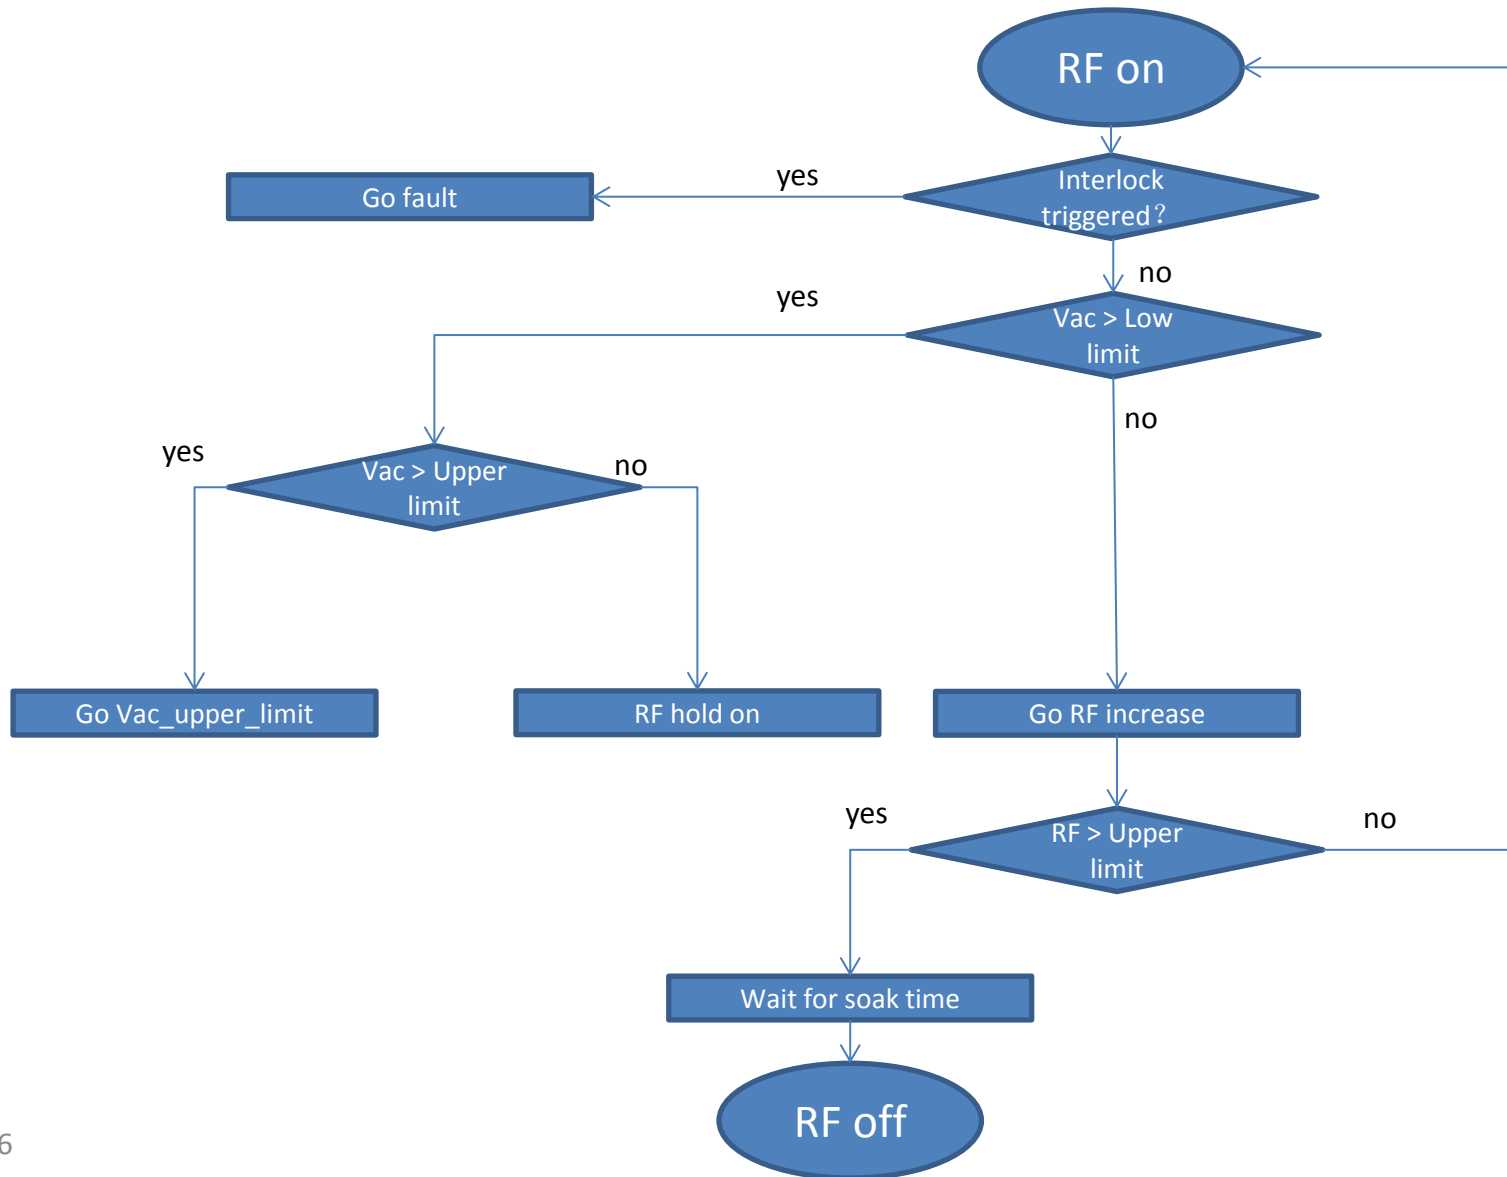 RF on
yes
Go fault
Interlock
triggered？
no
yes
Vac > Low
limit
no
yes
Vac > Upper
limit
no
Go Vac_upper_limit
RF hold on
Go RF increase
yes
RF > Upper
limit
no
Wait for soak time
RF off
6